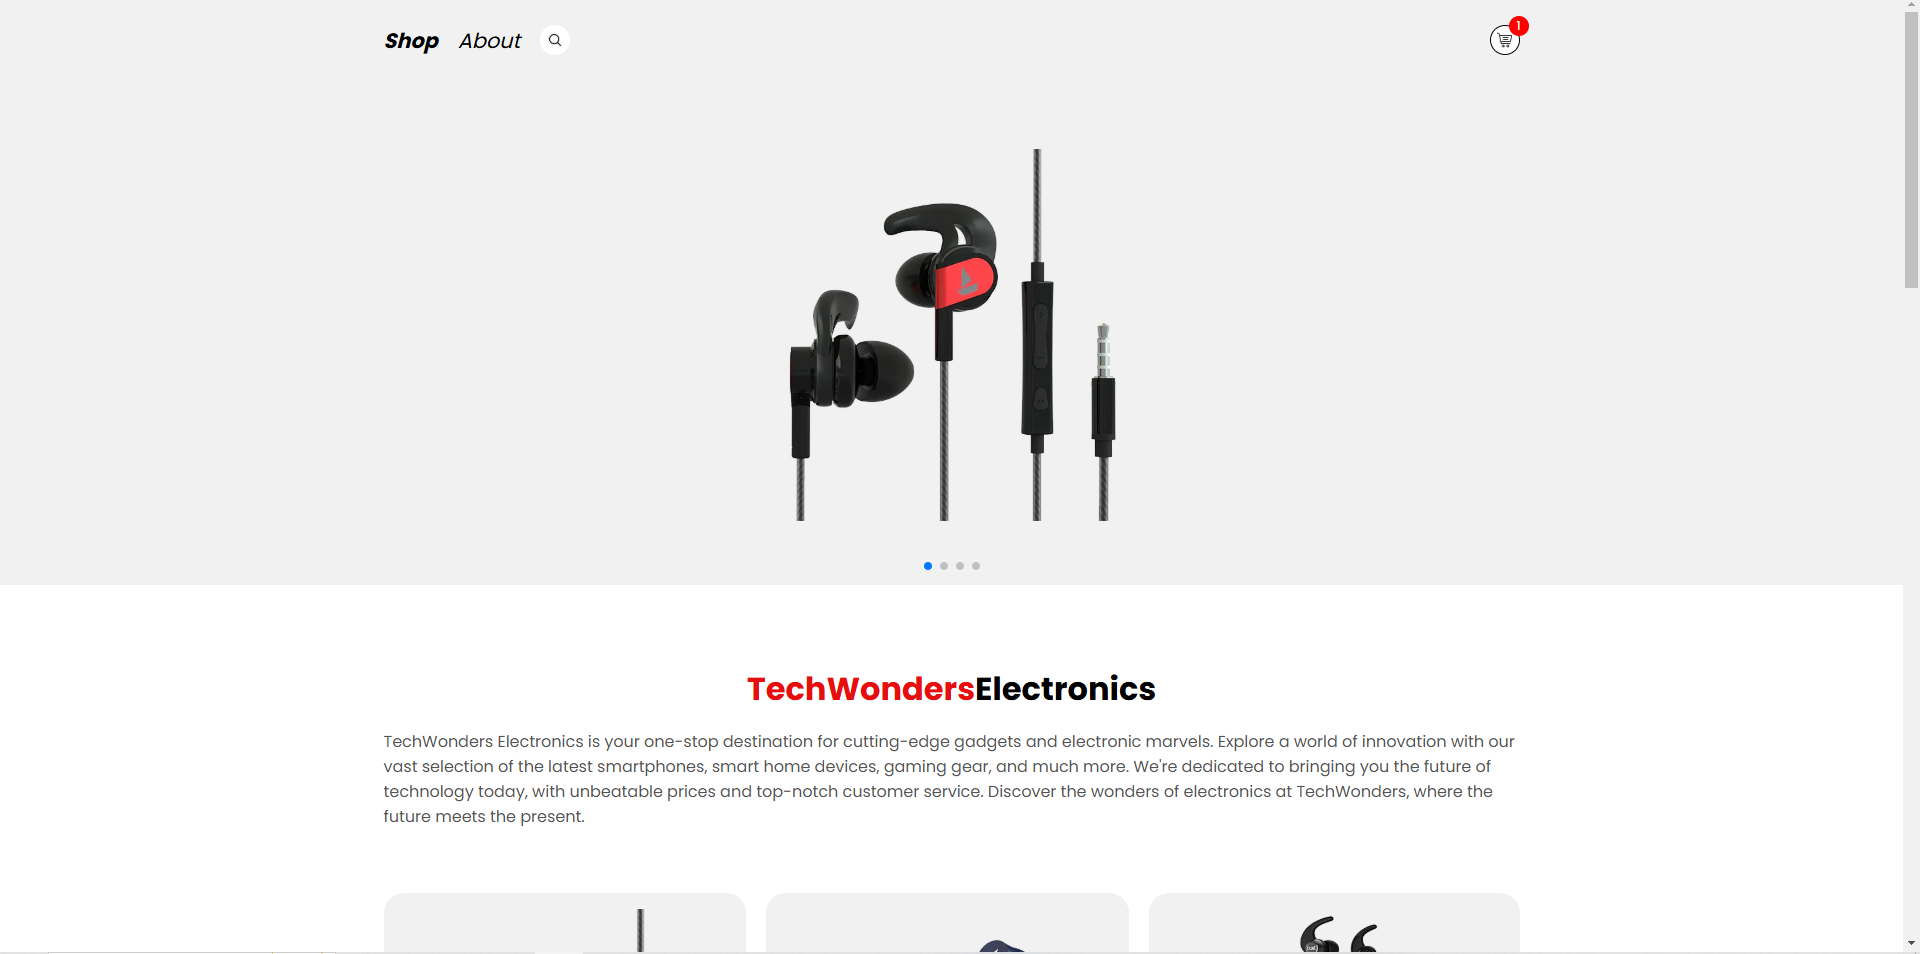 Shop About
1
TechWondersElectronics
TechWonders Electronics is your one-stop destination for cutting-edge gadgets and electronic marvels. Explore a world of innovation with our
vast selection of the latest smartphones, smart home devices, gaming gear, and much more. We're dedicated to bringing you the future of
technology today, with unbeatable prices and top-notch customer service. Discover the wonders of electronics at TechWonders, where the
future meets the present.